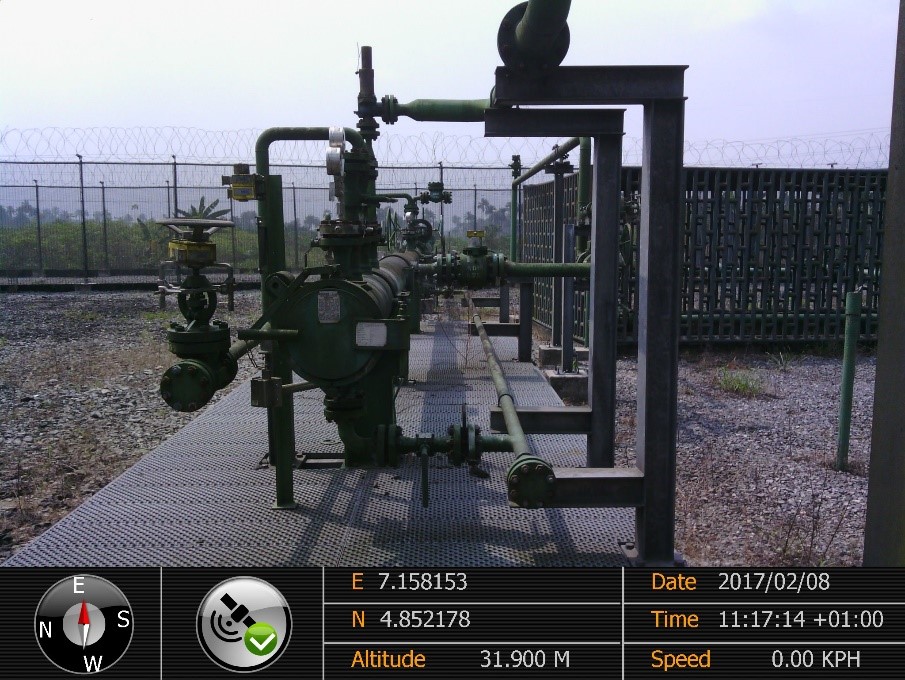 E 7.158153
Date 2017/02/08
N 4.852178
Time 11:17:14 +01:00
Altitude 31.900 M
Speed 0.00 KPH
E
N
S
W